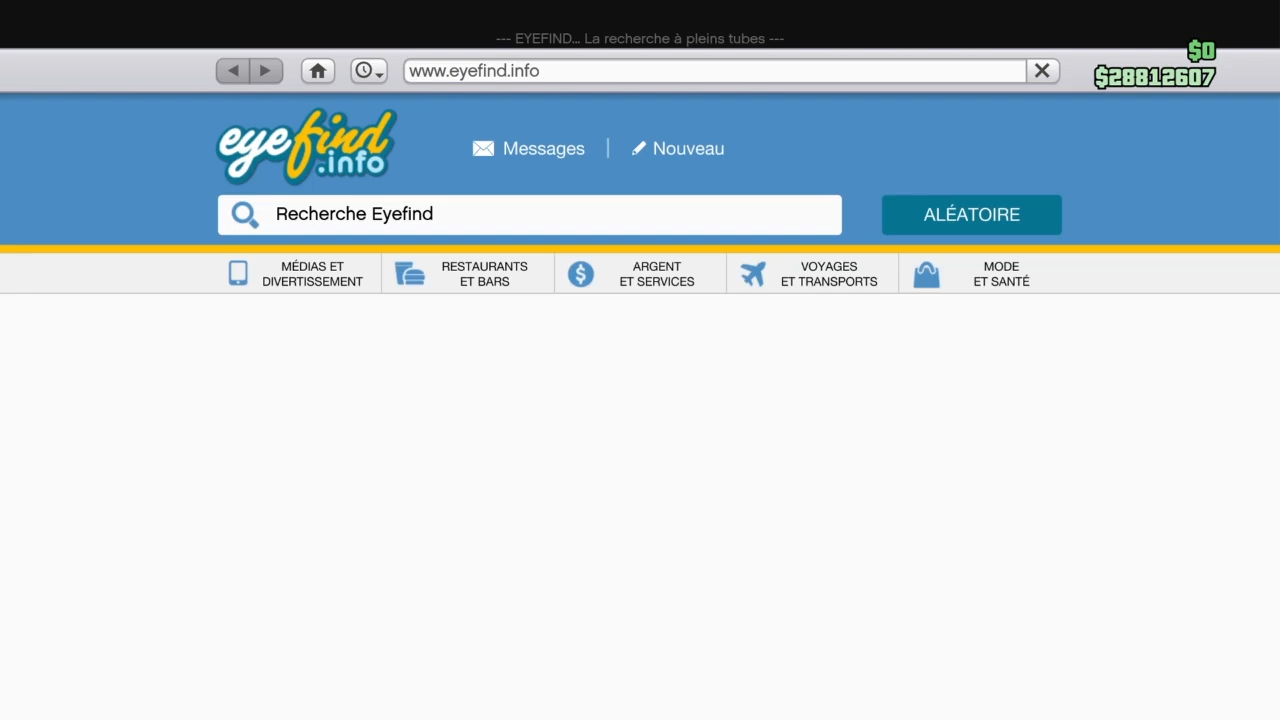 --- EYEFIND... La recherche à pleins tubes ---
$0
www.eyefind.info
$28812607
eyefind
.info
Messages
Nouveau
Recherche Eyefind
ALÉATOIRE
MÉDIAS ET
DIVERTISSEMENT
RESTAURANTS
ET BARS
ARGENT
ET SERVICES
VOYAGES
ET TRANSPORTS
MODE
ET SANTÉ